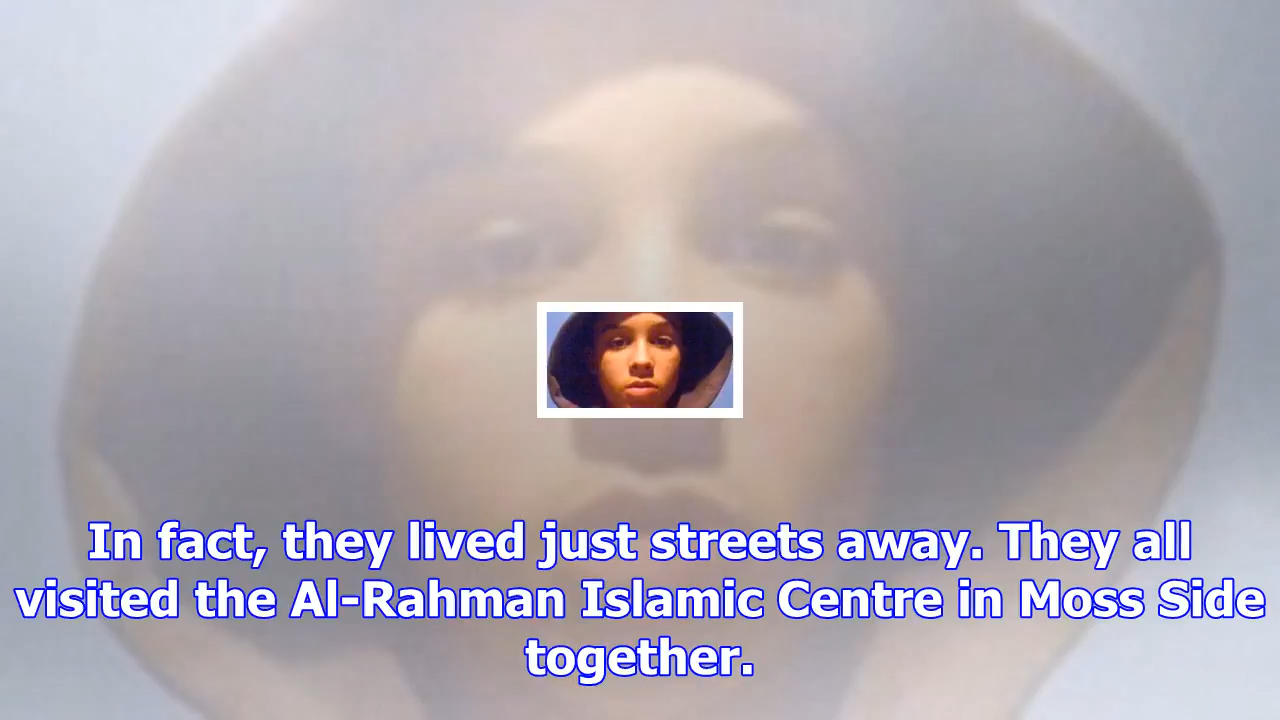 In fact, they lived just streets away. They all
visited the Al-Rahman Islamic Centre in Moss Side
together.